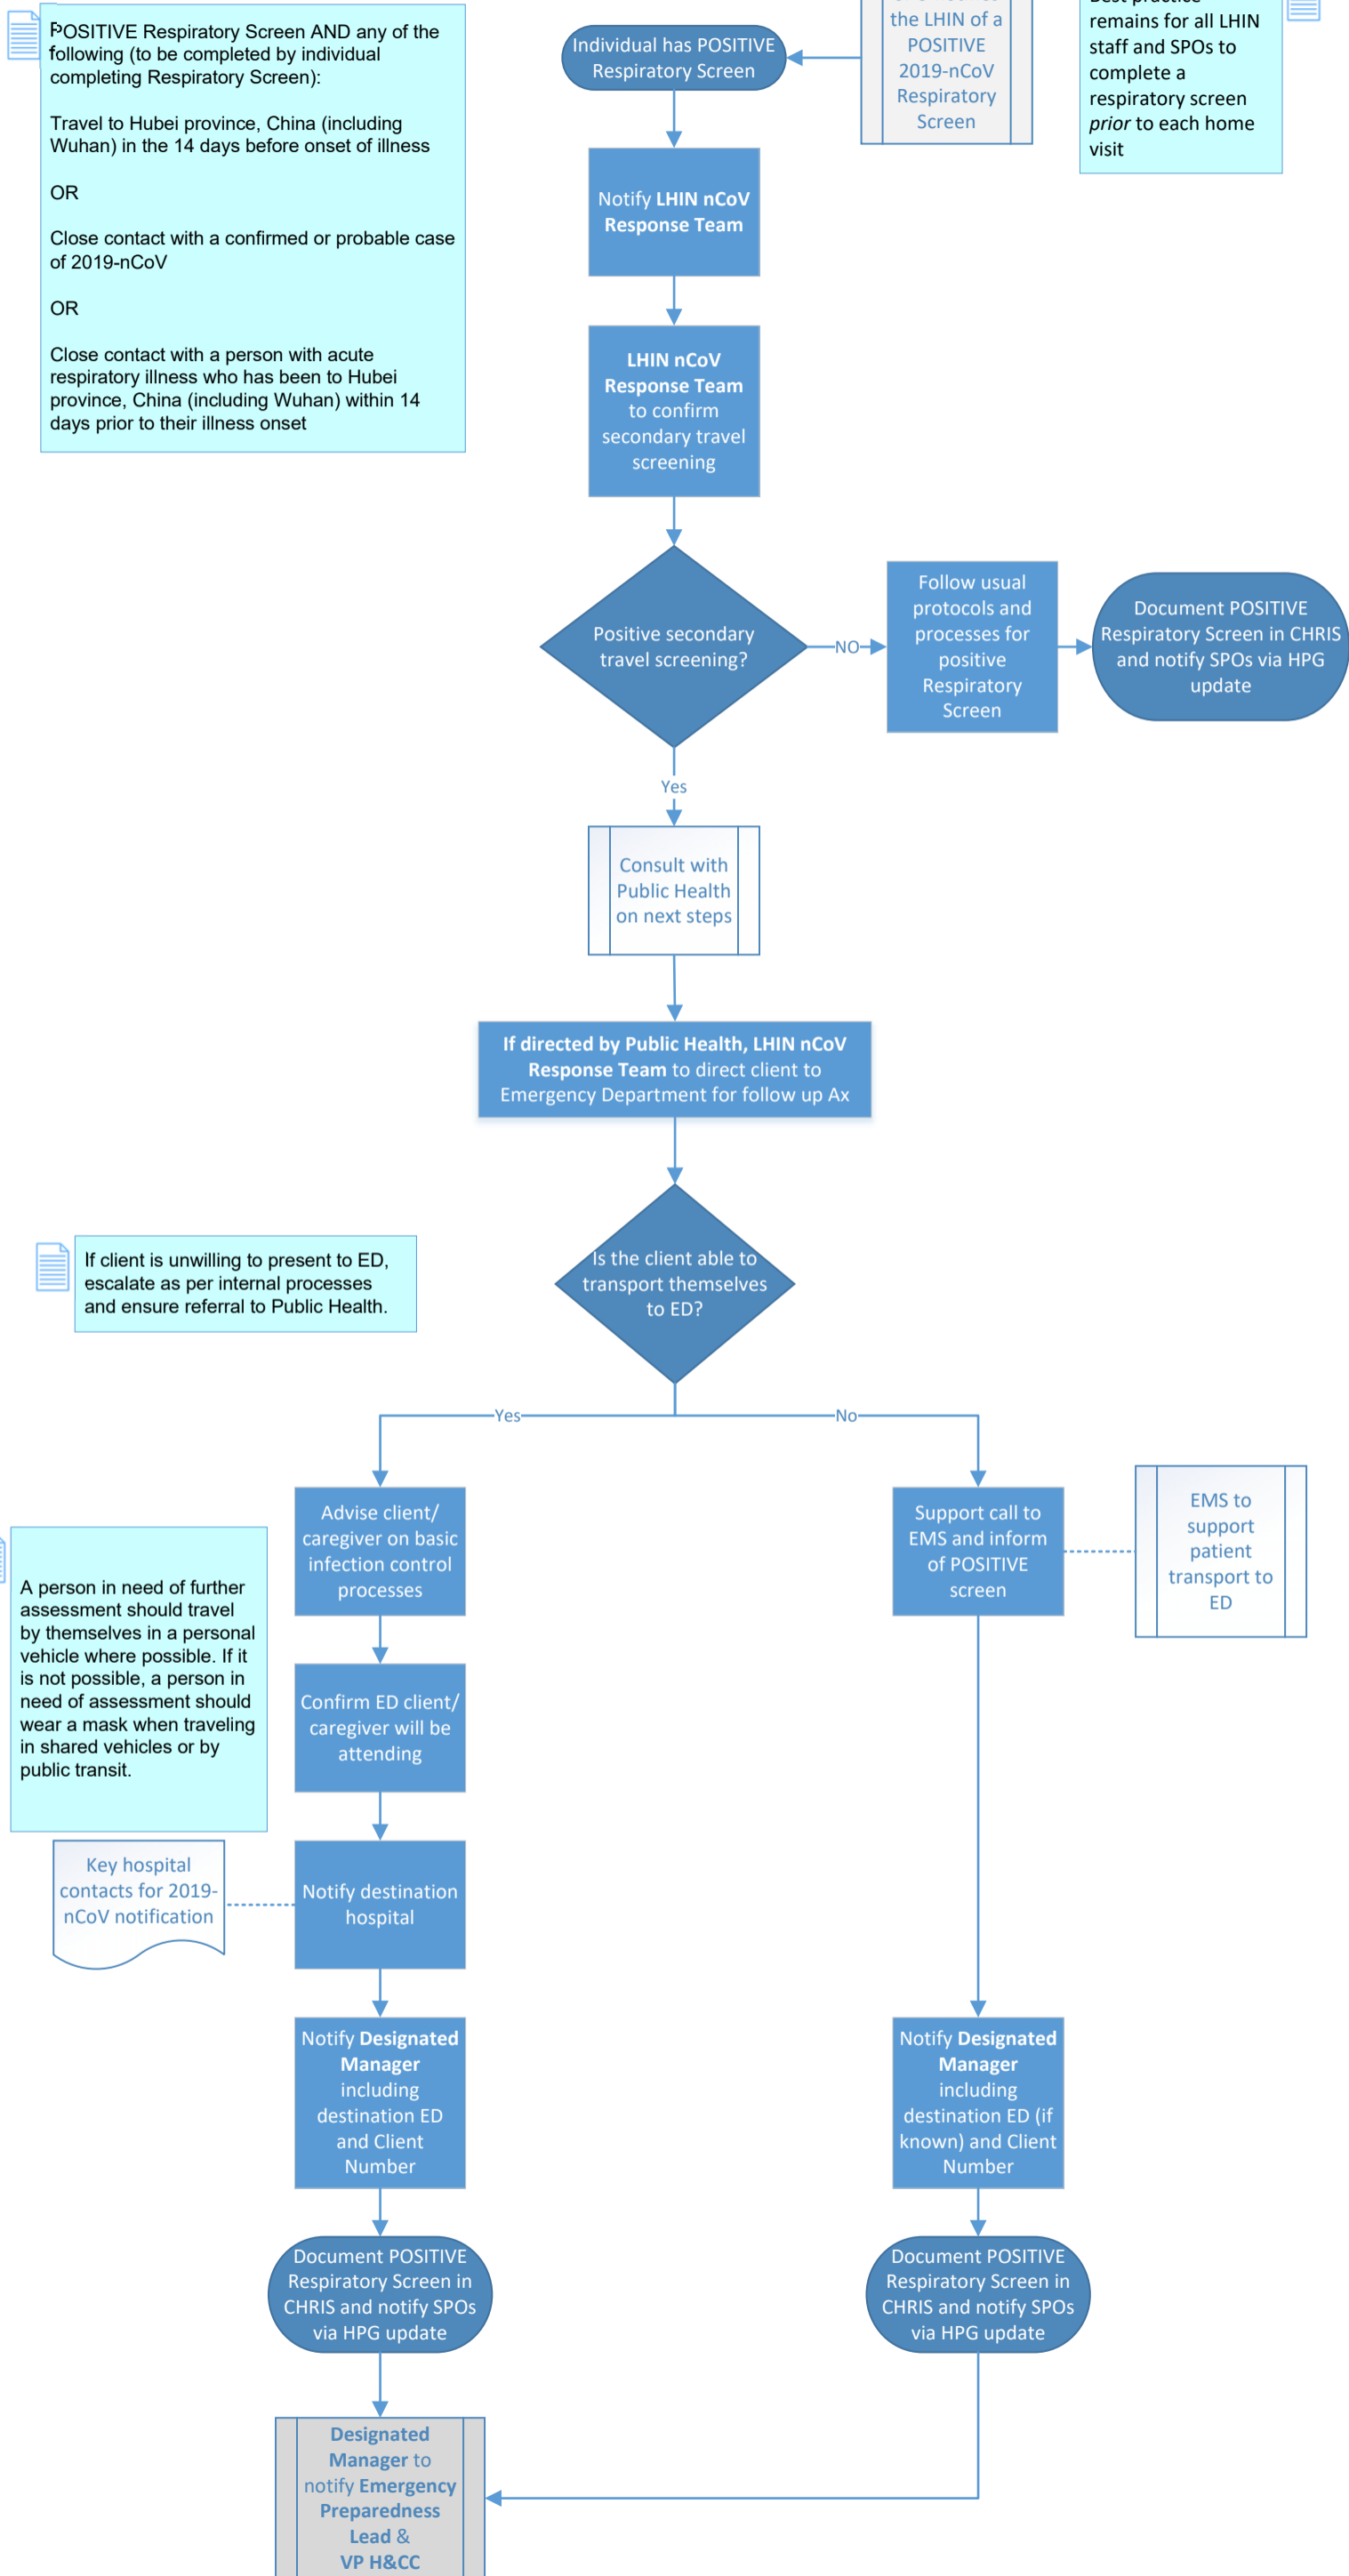 POSITIVE Respiratory Screen AND any of the
following (to be completed by individual
completing Respiratory Screen):
Travel to Hubei province, China (including
Wuhan) in the 14 days before onset of illness
OR
Close contact with a confirmed or probable case
of 2019-nCoV
OR
Close contact with a person with acute
respiratory illness who has been to Hubei
province, China (including Wuhan) within 14
days prior to their illness onset
Individual has POSITIVE
Respiratory Screen
the LHIN of a
POSITIVE
2019-nCoV
Respiratory
Screen
Best practice
remains for all LHIN
staff and SPOs to
complete a
respiratory screen
prior to each home
visit
Notify LHIN nCoV
Response Team
LHIN nCoV
Response Team
to confirm
secondary travel
screening
Positive secondary
travel screening?
NO
Follow usual
protocols and
processes for
positive
Respiratory
Screen
Document POSITIVE
Respiratory Screen in CHRIS
and notify SPOs via HPG
update
Yes
Consult with
Public Health
on next steps
If directed by Public Health, LHIN nCoV
Response Team to direct client to
Emergency Department for follow up Ax
If client is unwilling to present to ED,
escalate as per internal processes
and ensure referral to Public Health.
Is the client able to
transport themselves
to ED?
Yes
No
Advise client/
caregiver on basic
infection control
processes
Support call to
EMS and inform
of POSITIVE
screen
EMS to
support
patient
transport to
ED
A person in need of further
assessment should travel
by themselves in a personal
vehicle where possible. If it
is not possible, a person in
need of assessment should
wear a mask when traveling
in shared vehicles or by
public transit.
Confirm ED client/
caregiver will be
attending
Key hospital
contacts for 2019-
nCoV notification
Notify destination
hospital
Notify Designated
Manager
including
destination ED
and Client
Number
Notify Designated
Manager
including
destination ED (if
known) and Client
Number
Document POSITIVE
Respiratory Screen in
CHRIS and notify SPOs
via HPG update
Document POSITIVE
Respiratory Screen in
CHRIS and notify SPOs
via HPG update
Designated
Manager to
notify Emergency
Preparedness
Lead &
VP H&CC